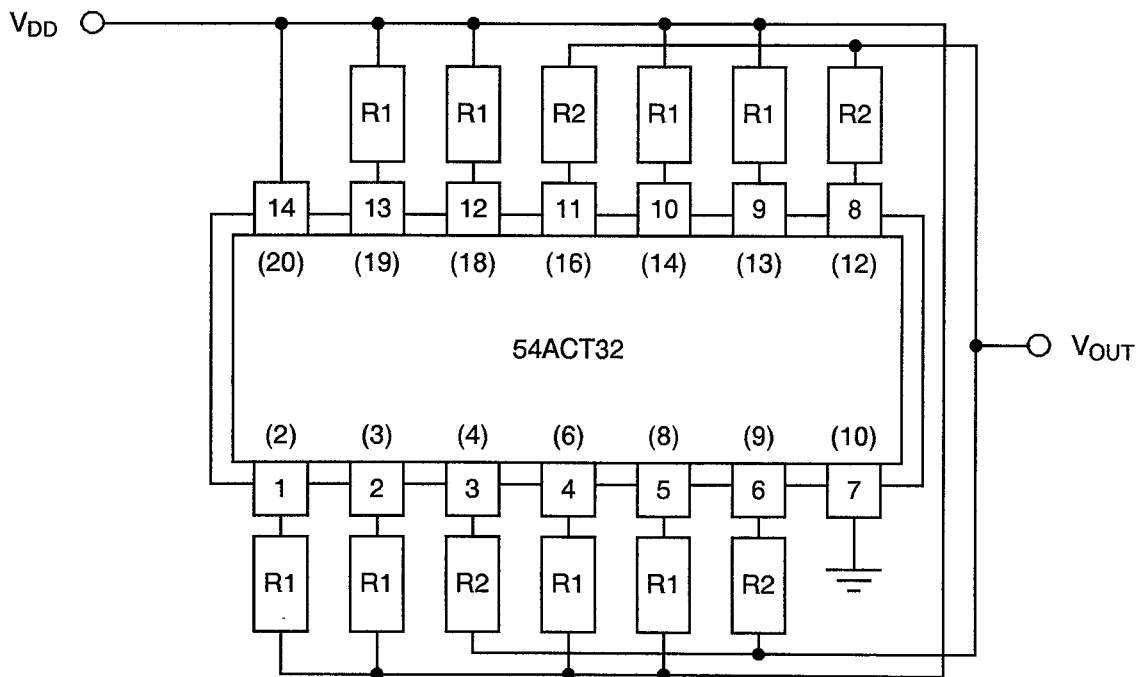 V_DD
R1 R1 R2 R1 R1 R2
14 13 12 11 10 9 8
(20) (19) (18) (16) (14) (13) (12)
54ACT32
V_OUT
(2) (3) (4) (6) (8) (9) (10)
1 2 3 4 5 6 7
R1 R1 R2 R1 R1 R2